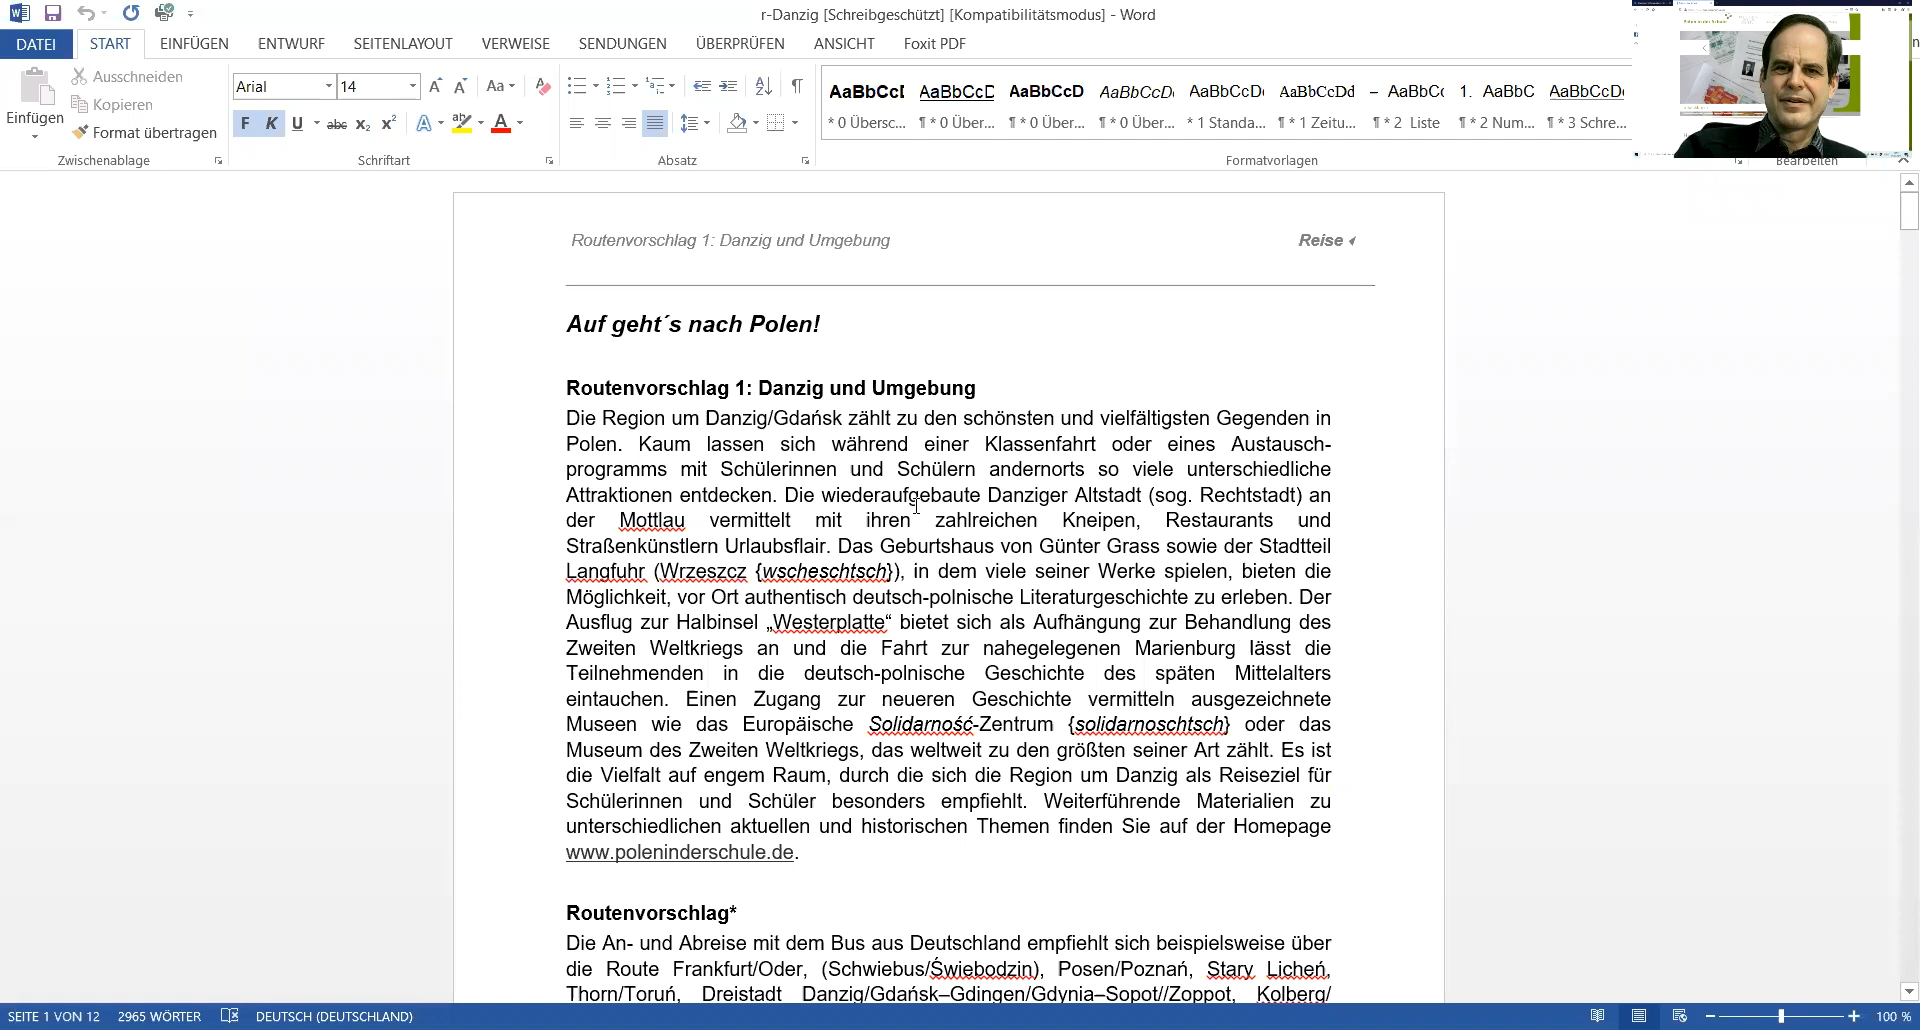 r-Danzig [Schreibgeschützt] [Kompatibilitätsmodus] - Word
DATEI START EINFÜGEN ENTWURF SEITENLAYOUT VERWEISE SENDUNGEN ÜBERPRÜFEN ANSICHT Foxit PDF
Einfügen
Ausschneiden
Kopieren
Format übertragen
Arial 14
Aa
F K U abc x₂ x²
A ab A
AaBbCcI AaBbCcD AaBbCcD AaBbCcDi AaBbCcDc AaBbCcDd – AaBbCc 1. AaBbC AaBbCcDi
* 0 Übersc... ¶ * 0 Über... ¶ * 0 Über... ¶ * 0 Über... * 1 Standa... ¶ * 1 Zeitu... ¶ * 2 Liste ¶ * 2 Num... ¶ * 3 Schre...
Zwischenablage Schriftart Absatz Formatvorlagen Bearbeiten
Routenvorschlag 1: Danzig und Umgebung Reise
Auf geht´s nach Polen!
Routenvorschlag 1: Danzig und Umgebung
Die Region um Danzig/Gdańsk zählt zu den schönsten und vielfältigsten Gegenden in
Polen. Kaum lassen sich während einer Klassenfahrt oder eines Austausch-
programms mit Schülerinnen und Schülern andernorts so viele unterschiedliche
Attraktionen entdecken. Die wiederaufgebaute Danziger Altstadt (sog. Rechtstadt) an
der Mottlau vermittelt mit ihren zahlreichen Kneipen, Restaurants und
Straßenkünstlern Urlaubsflair. Das Geburtshaus von Günter Grass sowie der Stadtteil
Langfuhr (Wrzeszcz {wscheschtsch}), in dem viele seiner Werke spielen, bieten die
Möglichkeit, vor Ort authentisch deutsch-polnische Literaturgeschichte zu erleben. Der
Ausflug zur Halbinsel „Westerplatte“ bietet sich als Aufhängung zur Behandlung des
Zweiten Weltkriegs an und die Fahrt zur nahegelegenen Marienburg lässt die
Teilnehmenden in die deutsch-polnische Geschichte des späten Mittelalters
eintauchen. Einen Zugang zur neueren Geschichte vermitteln ausgezeichnete
Museen wie das Europäische Solidarność-Zentrum {solidarnoschtsch} oder das
Museum des Zweiten Weltkriegs, das weltweit zu den größten seiner Art zählt. Es ist
die Vielfalt auf engem Raum, durch die sich die Region um Danzig als Reiseziel für
Schülerinnen und Schüler besonders empfiehlt. Weiterführende Materialien zu
unterschiedlichen aktuellen und historischen Themen finden Sie auf der Homepage
www.poleninderschule.de.
Routenvorschlag*
Die An- und Abreise mit dem Bus aus Deutschland empfiehlt sich beispielsweise über
die Route Frankfurt/Oder, (Schwiebus/Świebodzin), Posen/Poznań, Stary Licheń,
Thorn/Toruń, Dreistadt Danzig/Gdańsk–Gdingen/Gdynia–Sopot//Zoppot, Kolberg/
SEITE 1 VON 12 2965 WÖRTER DEUTSCH (DEUTSCHLAND) 100 %